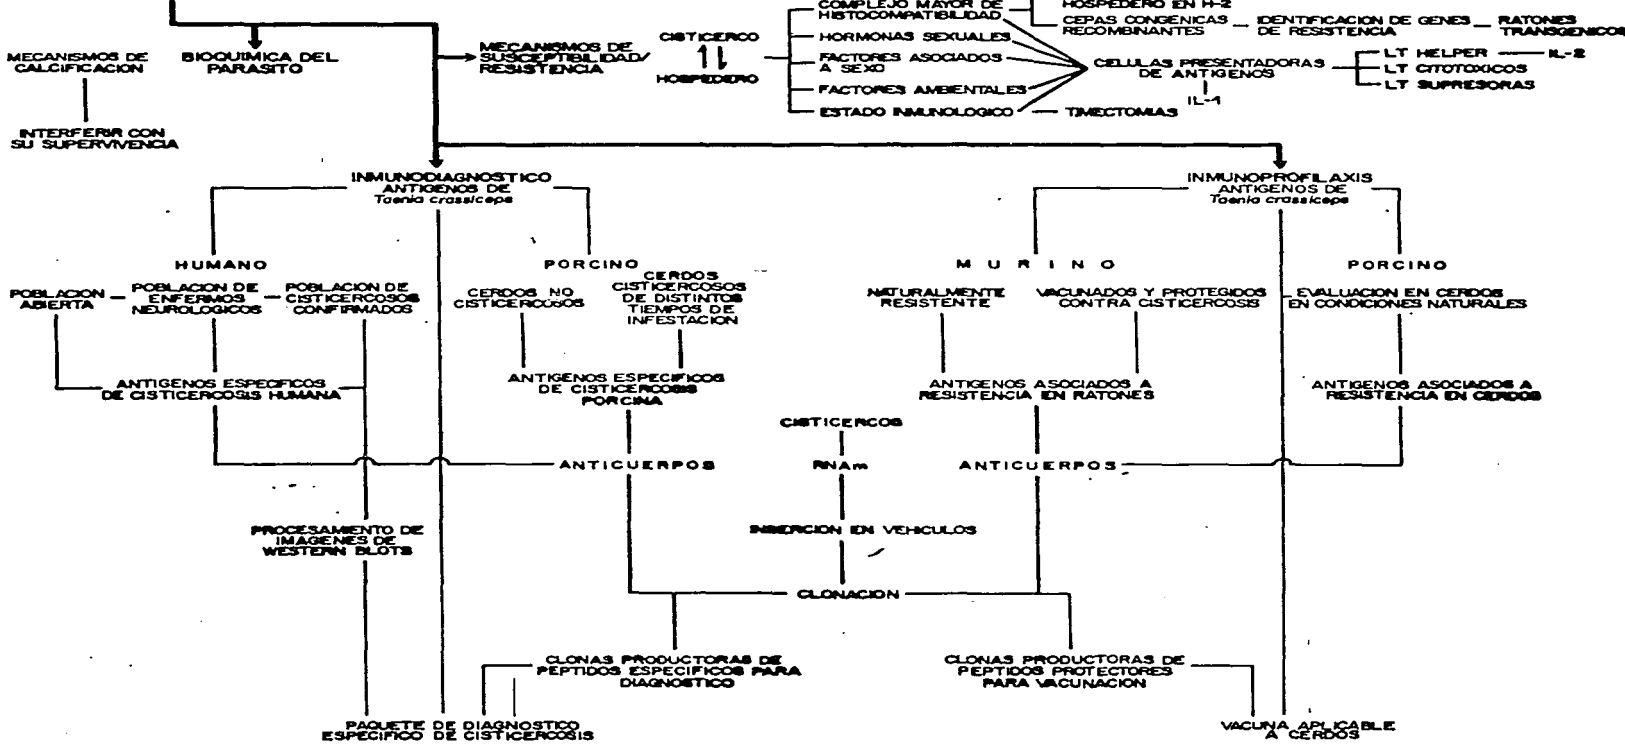 COMPLEJO MAYOR DE
HISTOCOMPATIBILIDAD
HOSPEDERO EN H-2
CEPAS CONGENICAS
RECOMBINANTES
IDENTIFICACION DE GENES
DE RESISTENCIA
RATONES
TRANSGENICOS
MECANISMOS DE
CALCIFICACION
BIOQUIMICA DEL
PARASITO
MECANISMOS DE
SUSCEPTIBILIDAD/
RESISTENCIA
CISTICERCO
HOSPEDERO
HORMONAS SEXUALES
FACTORES ASOCIADOS
A SEXO
FACTORES AMBIENTALES
ESTADO INMUNOLOGICO
TIMECTOMIAS
CELULAS PRESENTADORAS
DE ANTIGENOS
IL-1
LT HELPER
IL-2
LT CITOTOXICOS
LT SUPRESORAS
INTERFERIR CON
SU SUPERVIVENCIA
INMUNODIAGNOSTICO
ANTIGENOS DE
Taenia crassiceps
INMUNOPROFILAXIS
ANTIGENOS DE
Taenia crassiceps
HUMANO
PORCINO
MURINO
PORCINO
POBLACION
ABIERTA
POBLACION DE
ENFERMOS
NEUROLOGICOS
POBLACION DE
CISTICERCOSOS
CONFIRMADOS
CERDOS NO
CISTICERCOSOS
CERDOS
CISTICERCOSOS
DE DISTINTOS
TIEMPOS DE
INFESTACION
NATURALMENTE
RESISTENTE
VACUNADOS Y PROTEGIDOS
CONTRA CISTICERCOSIS
EVALUACION EN CERDOS
EN CONDICIONES NATURALES
ANTIGENOS ESPECIFICOS
DE CISTICERCOSIS HUMANA
ANTIGENOS ESPECIFICOS
DE CISTICERCOSIS
PORCINA
ANTIGENOS ASOCIADOS A
RESISTENCIA EN RATONES
ANTIGENOS ASOCIADOS A
RESISTENCIA EN CERDOS
CISTICERCOS
ANTICUERPOS
RNAm
ANTICUERPOS
PROCESAMIENTO DE
IMAGENES DE
WESTERN BLOTS
INSERCION EN VEHICULOS
CLONACION
CLONAS PRODUCTORAS DE
PEPTIDOS ESPECIFICOS PARA
DIAGNOSTICO
CLONAS PRODUCTORAS DE
PEPTIDOS PROTECTORES
PARA VACUNACION
PAQUETE DE DIAGNOSTICO
ESPECIFICO DE CISTICERCOSIS
VACUNA APLICABLE
A CERDOS